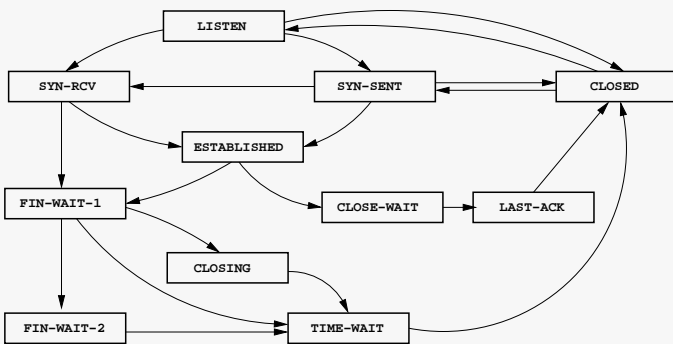 LISTEN
SYN-RCV
SYN-SENT
CLOSED
ESTABLISHED
FIN-WAIT-1
CLOSE-WAIT
LAST-ACK
CLOSING
FIN-WAIT-2
TIME-WAIT